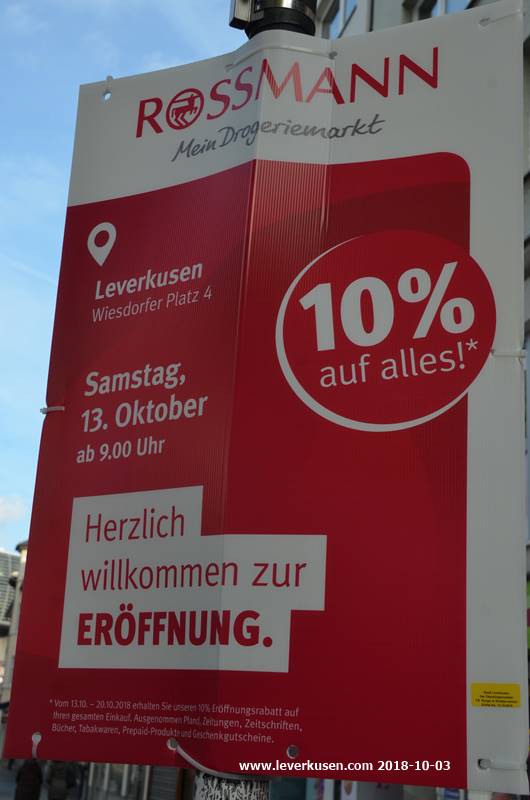 ROSSMANN
Mein Drogeriemarkt
Leverkusen
Wiesdorfer Platz 4
10%
auf alles!*
Samstag,
13. Oktober
ab 9.00 Uhr
Herzlich
willkommen zur
ERÖFFNUNG.
* Vom 13.10. – 20.10.2018 erhalten Sie unseren 10% Eröffnungsrabatt auf
Ihren gesamten Einkauf. Ausgenommen Pfand, Zeitungen, Zeitschriften,
Bücher, Tabakwaren, Prepaid-Produkte und Geschenkgutscheine.
www.leverkusen.com 2018-10-03